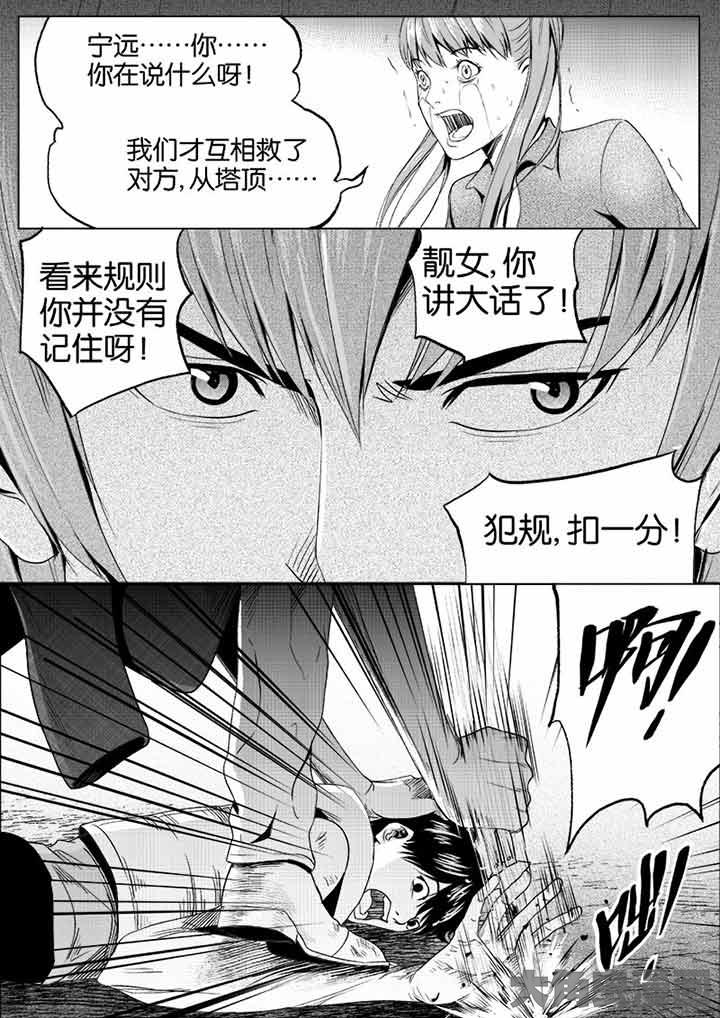 宁远……你……
你在说什么呀！
我们才互相救了
对方,从塔顶……
看来规则
你并没有
记住呀！
靓女,你
讲大话了！
犯规,扣一分！
啊！！